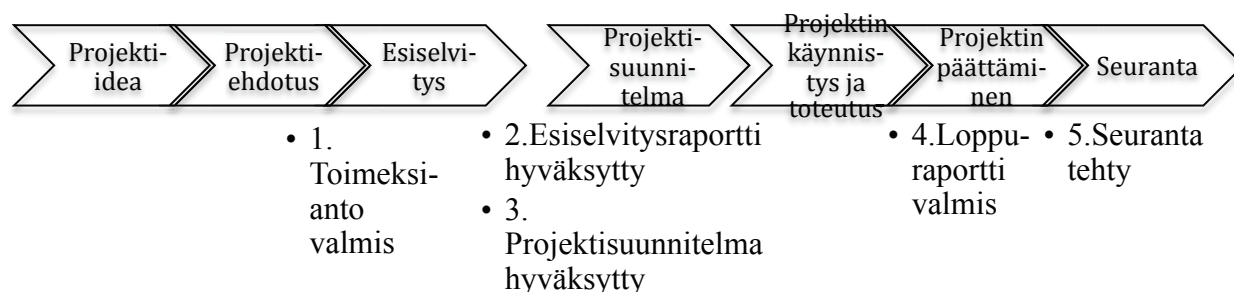 Projekti-
idea
Projekti-
ehdotus
Esiselvi-
tys
Projekti-
suunni-
telma
Projektin
käynnis-
tys ja
toteutus
Projektin
päättämi-
nen
Seuranta
• 1.
Toimeksi-
anto
valmis
• 2.Esiselvitysraportti
hyväksytty
• 3.
Projektisuunnitelma
hyväksytty
• 4.Loppu-
raportti
valmis
• 5.Seuranta
tehty